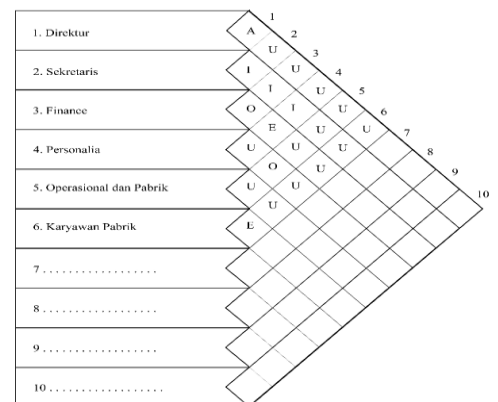 1
1. Direktur A 2
U 3
2. Sekretaris I U 4
I U 5
3. Finance O I U 6
E U U 7
4. Personalia U U U 8
O U 9
5. Operasional dan Pabrik U U 10
U
6. Karyawan Pabrik E
7 . . . . . . . . . . . . . . . . . .
8 . . . . . . . . . . . . . . . . . .
9 . . . . . . . . . . . . . . . . . .
10 . . . . . . . . . . . . . . . . . .